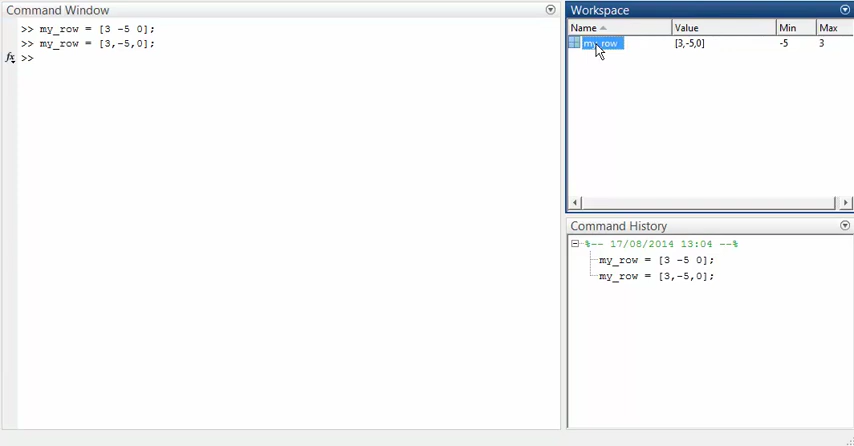 Command Window
>> my_row = [3 -5 0];
>> my_row = [3,-5,0];
fx >>
Workspace
Name Value Min Max
my_row [3,-5,0] -5 3
Command History
%-- 17/08/2014 13:04 --%
my_row = [3 -5 0];
my_row = [3,-5,0];